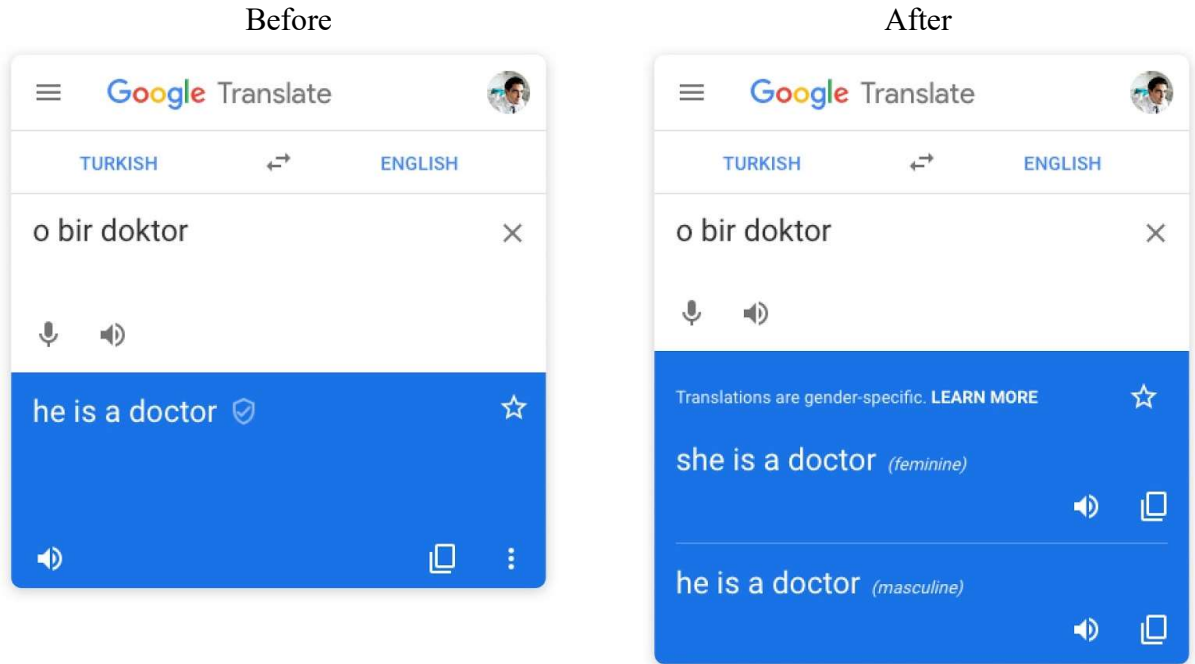 Before
Google Translate
TURKISH ENGLISH
o bir doktor
he is a doctor
After
Google Translate
TURKISH ENGLISH
o bir doktor
Translations are gender-specific. LEARN MORE
she is a doctor (feminine)
he is a doctor (masculine)